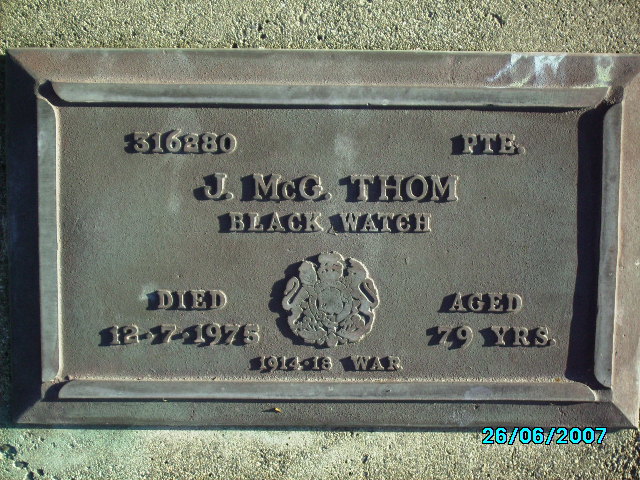 316280 PTE.
J. McG. THOM
BLACK WATCH
DIED AGED
12-7-1975 79 YRS.
1914-18 WAR.
26/06/2007